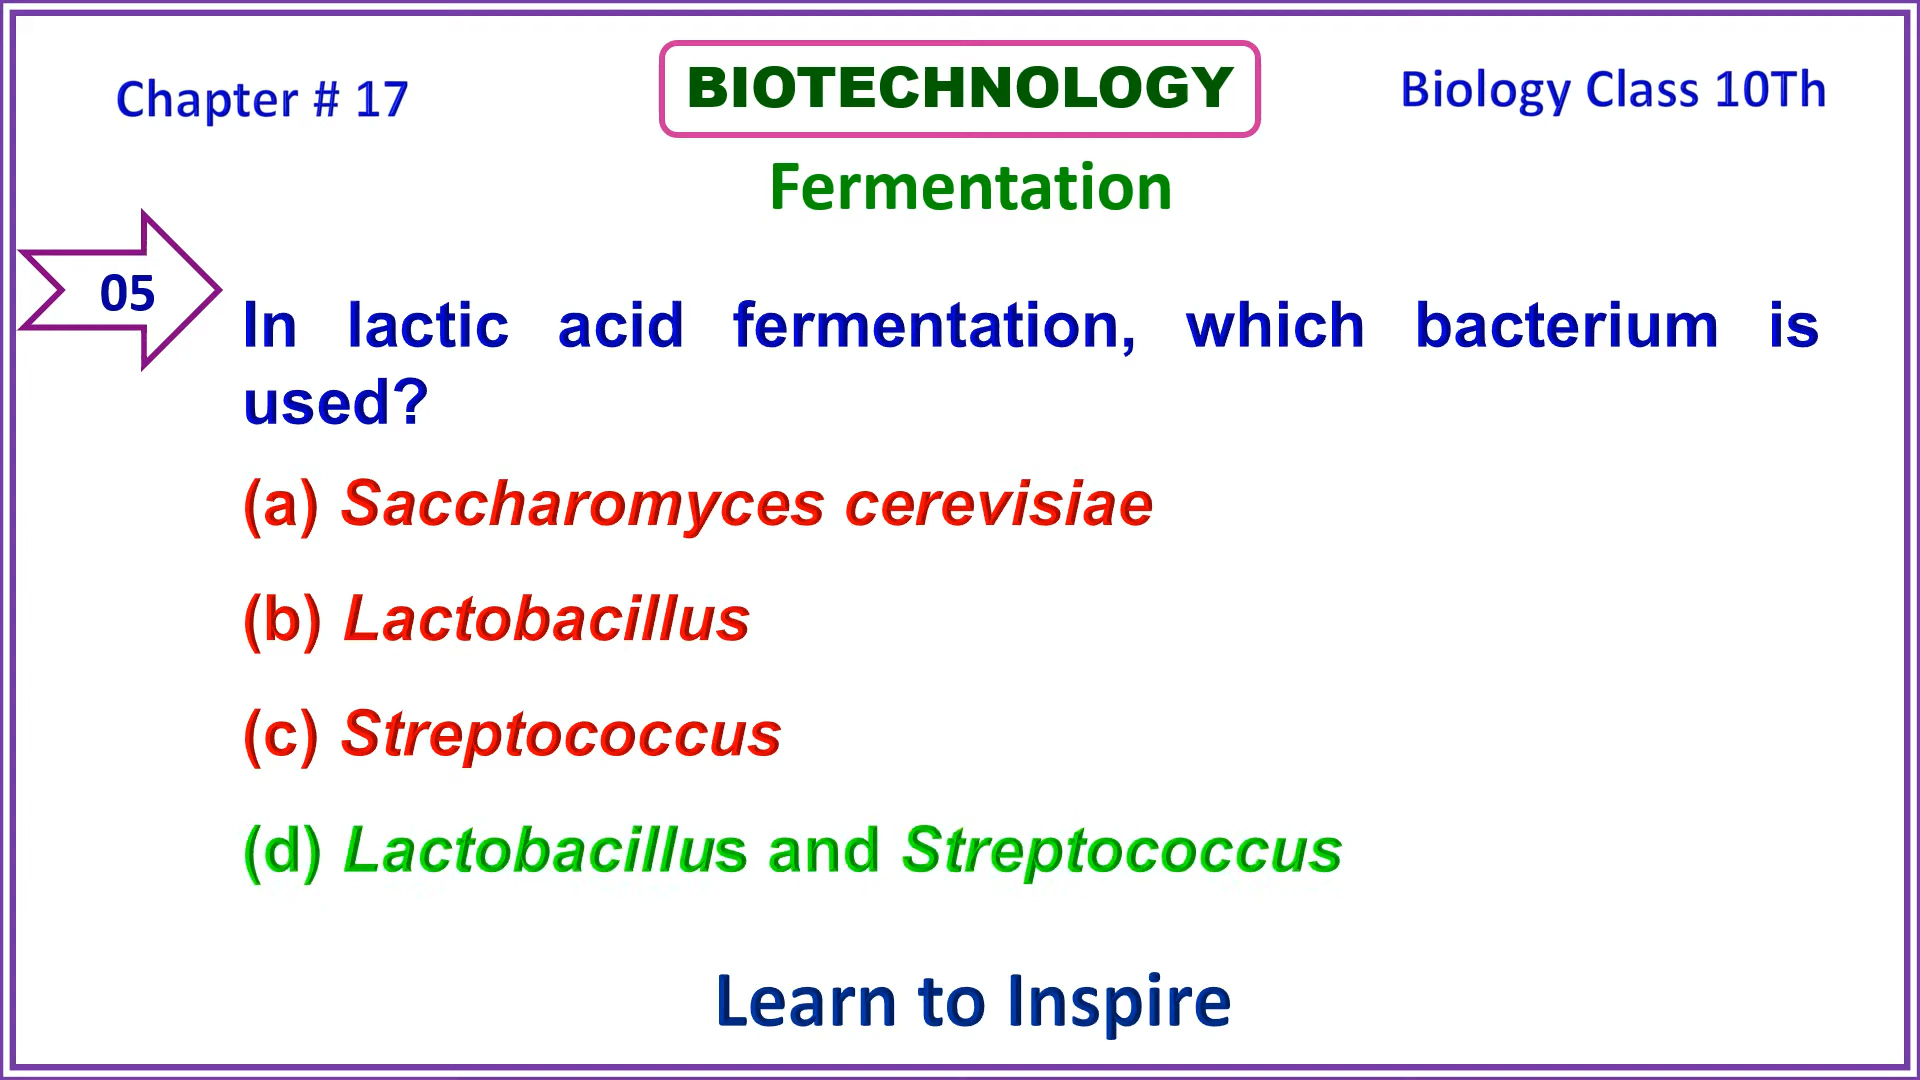 Chapter # 17
BIOTECHNOLOGY
Biology Class 10Th
Fermentation
05
In lactic acid fermentation, which bacterium is
used?
(a) Saccharomyces cerevisiae
(b) Lactobacillus
(c) Streptococcus
(d) Lactobacillus and Streptococcus
Learn to Inspire